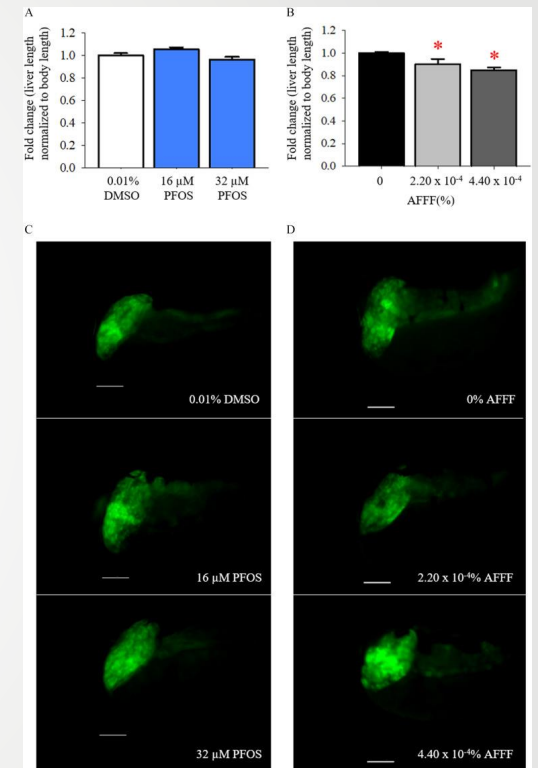 A
Fold change (liver length
normalized to body length)
1.2
1.0
0.8
0.6
0.4
0.2
0.0
0.01%
DMSO
16 µM
PFOS
32 µM
PFOS
B
Fold change (liver length
normalized to body length)
1.2
1.0
0.8
0.6
0.4
0.2
0.0
*
*
0
2.20 x 10⁻⁴
4.40 x 10⁻⁴
AFFF(%)
C
0.01% DMSO
16 µM PFOS
32 µM PFOS
D
0% AFFF
2.20 x 10⁻⁴% AFFF
4.40 x 10⁻⁴% AFFF